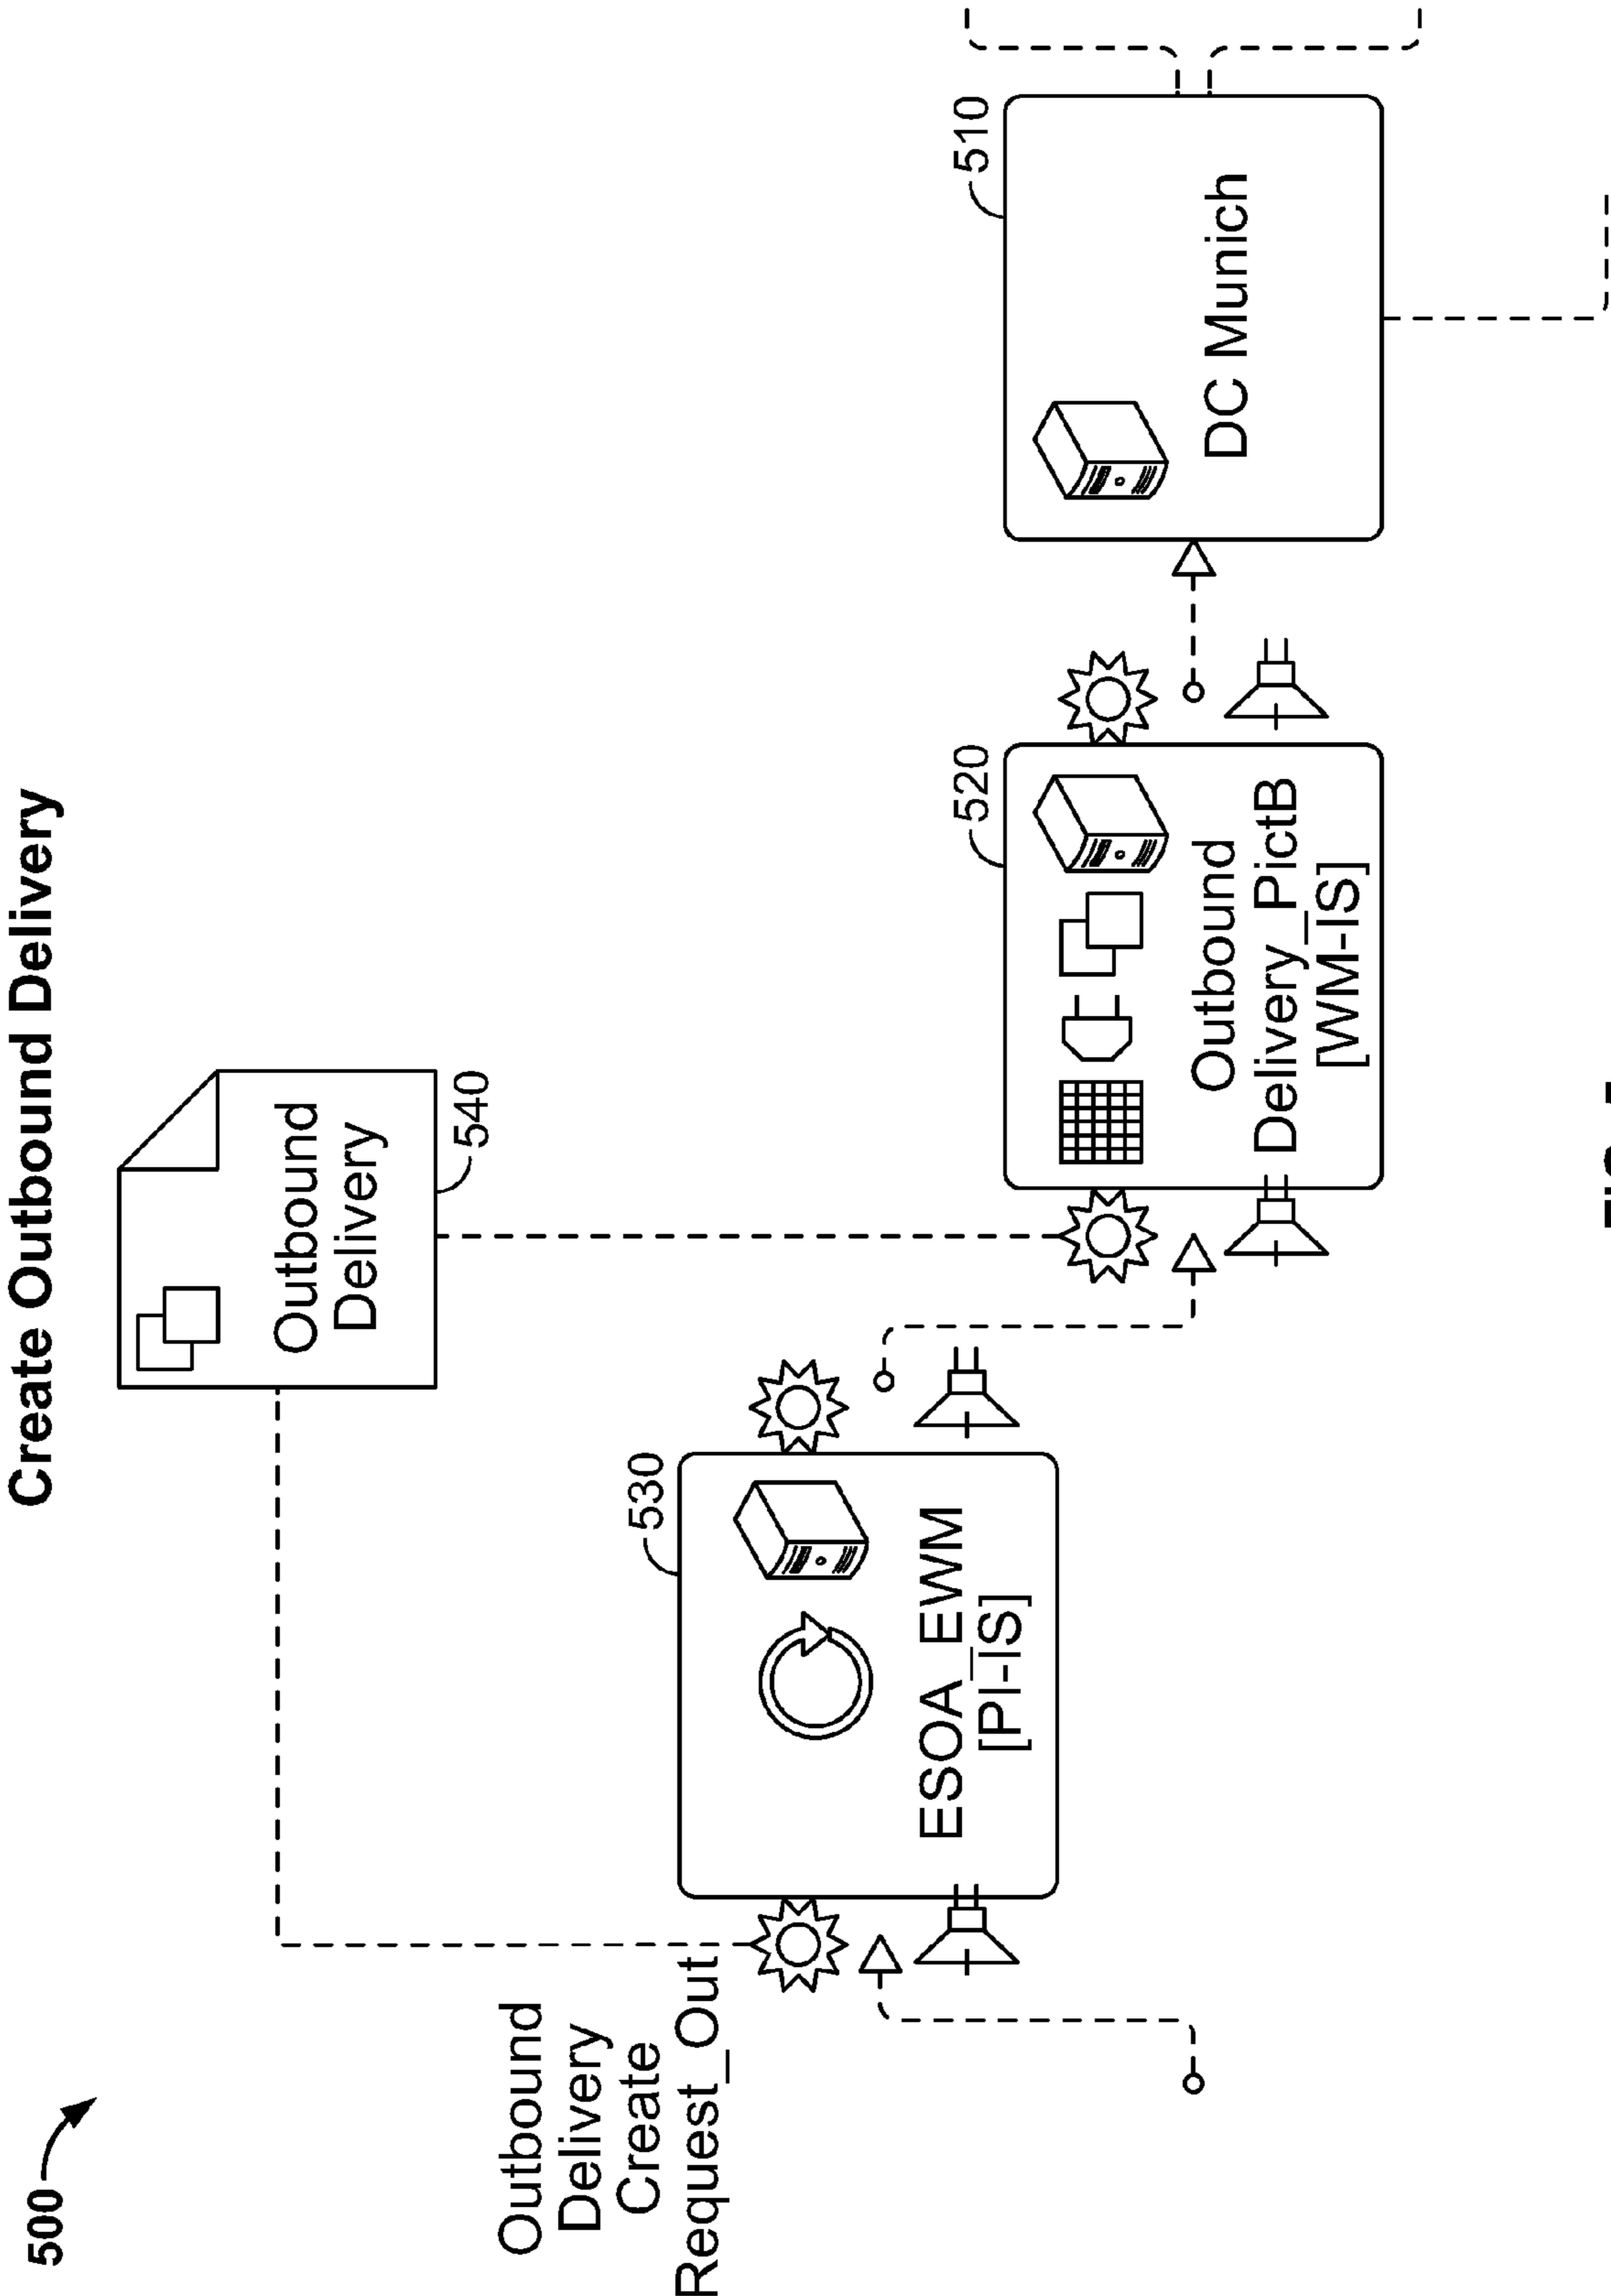 500
Create Outbound Delivery
Outbound
Delivery
540
Outbound
Delivery
Create
Request_Out
530
ESOA_EWM
[PI-IS]
520
Outbound
Delivery_PictB
[WM-IS]
510
DC Munich